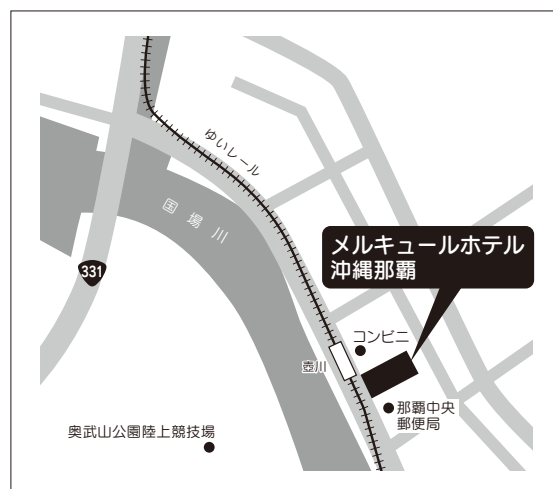 ゆいレール
国場川
331
メルキュールホテル
沖縄那覇
コンビニ
壺川
那覇中央
郵便局
奥武山公園陸上競技場